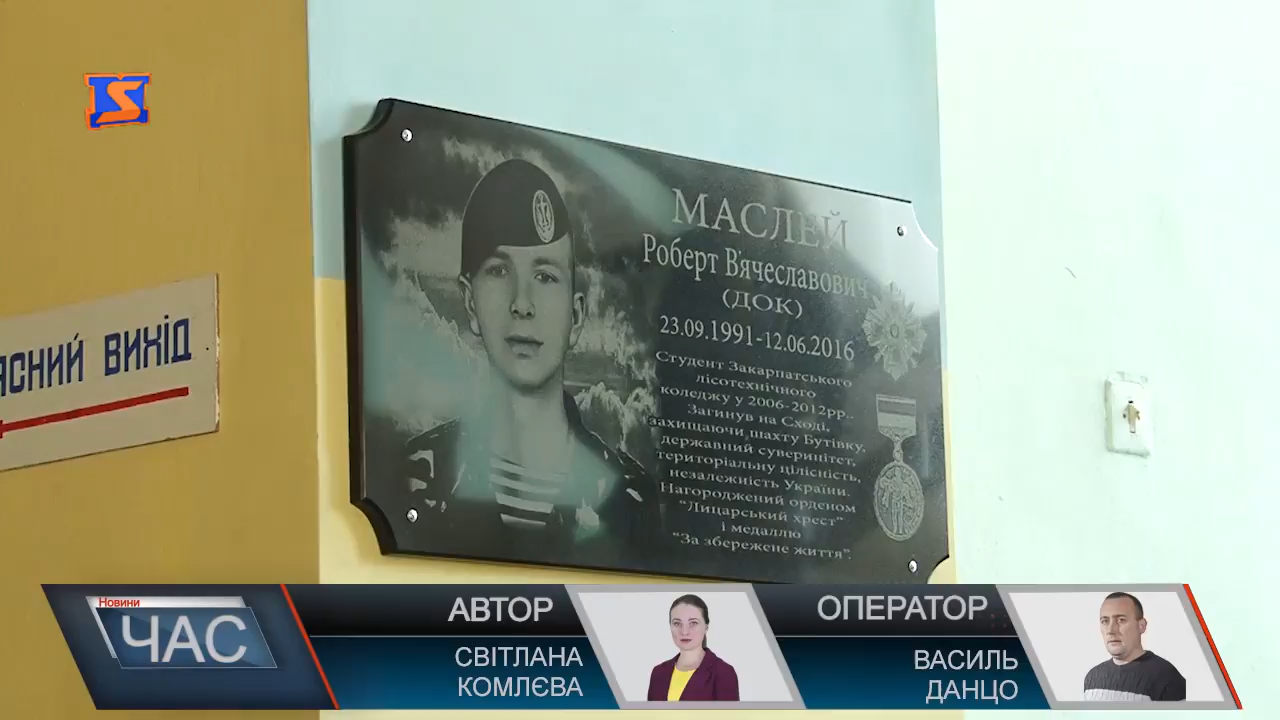 S
МАСЛЕЙ
Роберт В'ячеславович
(ДОК)
23.09.1991-12.06.2016
Студент Закарпатського
лісотехнічного
коледжу у 2006-2012рр..
Загинув на Сході,
захищаючи шахту Бутівку,
державний суверинітет,
територіальну цілісність,
незалежність України.
Нагороджений орденом
"Лицарський хрест"
і медаллю
"За збережене життя".
ВИХІД
Новини
ЧАС
АВТОР
СВІТЛАНА
КОМЛЄВА
ОПЕРАТОР
ВАСИЛЬ
ДАНЦО